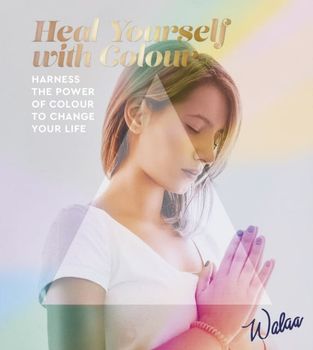 Heal Yourself
with Colour
HARNESS
THE POWER
OF COLOUR
TO CHANGE
YOUR LIFE
Walaa